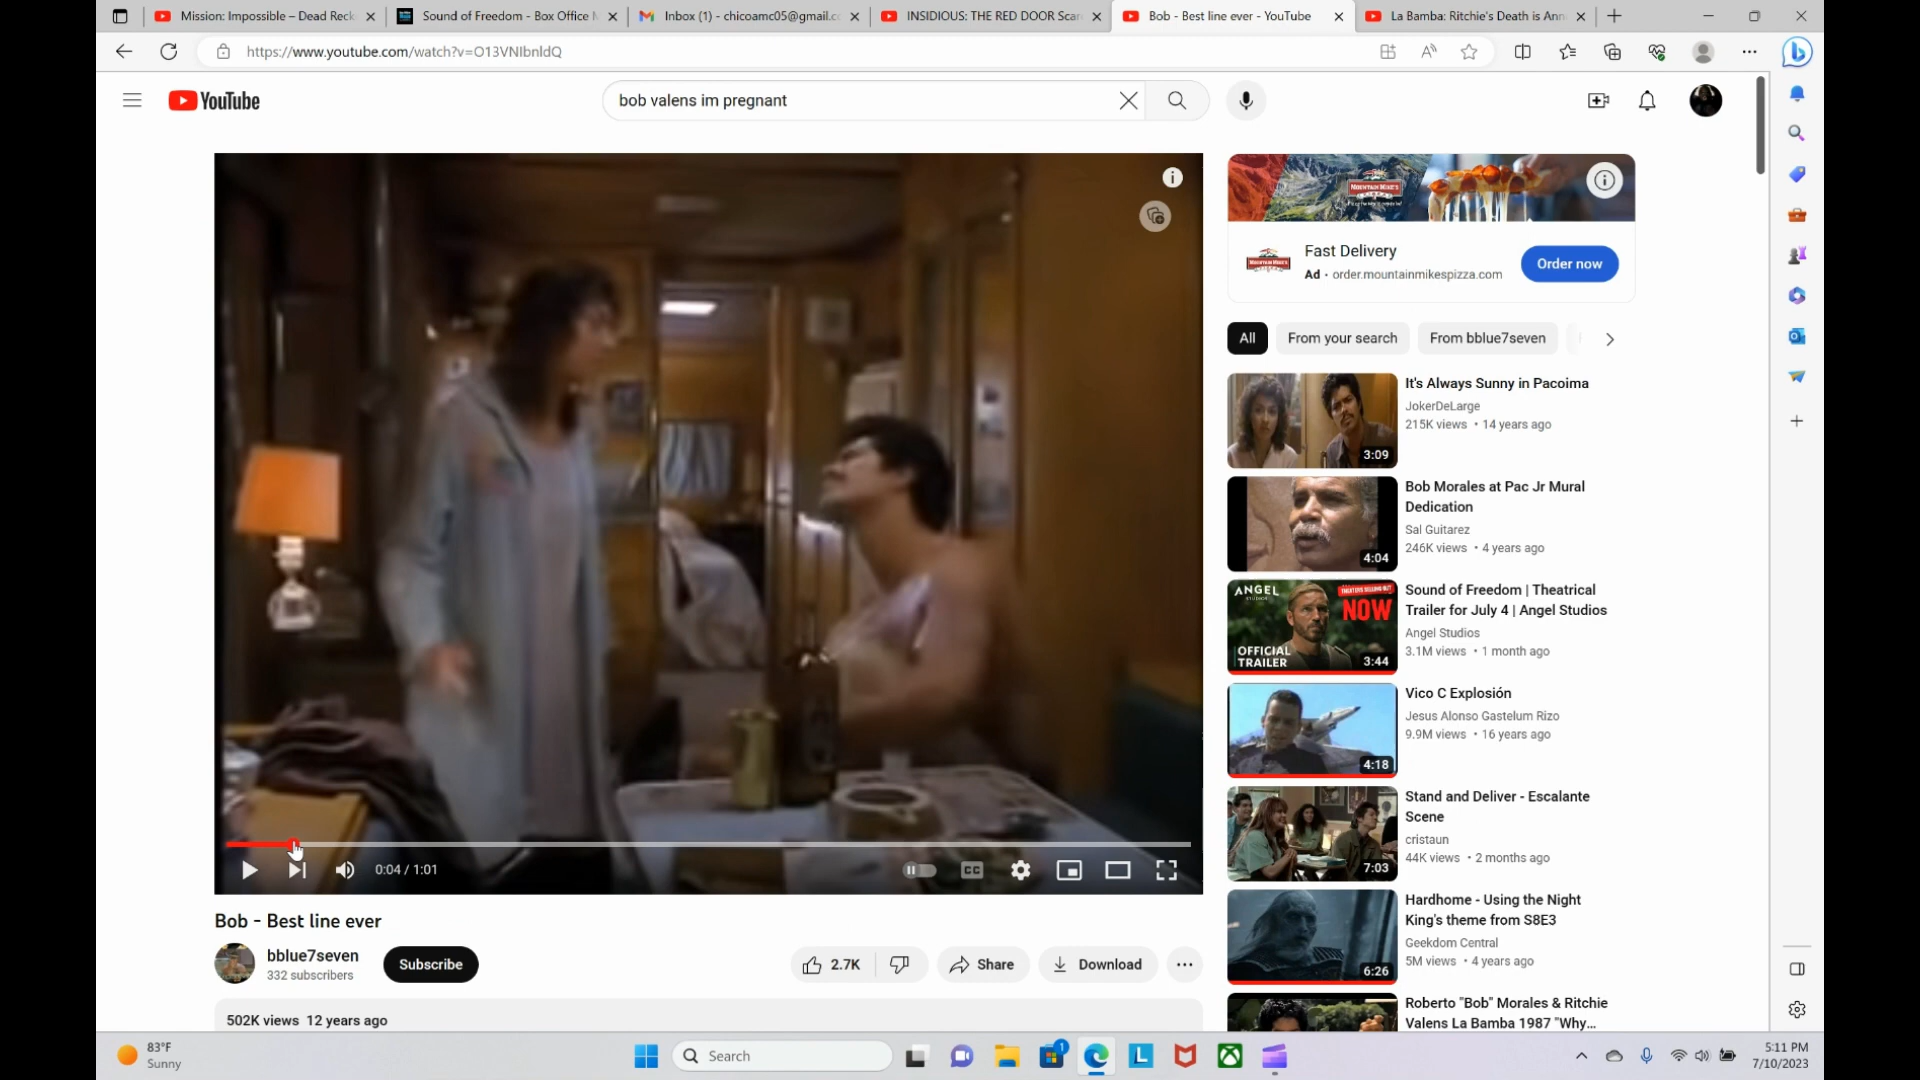 Mission: Impossible – Dead Reck
Sound of Freedom - Box Office M
Inbox (1) - chicoamc05@gmail.c
INSIDIOUS: THE RED DOOR Scar
Bob - Best line ever - YouTube
La Bamba: Ritchie's Death is Ann
https://www.youtube.com/watch?v=O13VNIbnldQ
YouTube
bob valens im pregnant
MOUNTAIN MIKE'S
Fast Delivery
Ad · order.mountainmikespizza.com
Order now
All
From your search
From bblue7seven
It's Always Sunny in Pacoima
JokerDeLarge
215K views • 14 years ago
3:09
Bob Morales at Pac Jr Mural
Dedication
Sal Guitarez
246K views • 4 years ago
4:04
ANGEL
STUDIOS
THEATERS SELLING OUT
NOW
OFFICIAL
TRAILER
3:44
Sound of Freedom | Theatrical
Trailer for July 4 | Angel Studios
Angel Studios
3.1M views • 1 month ago
Vico C Explosión
Jesus Alonso Gastelum Rizo
9.9M views • 16 years ago
4:18
Stand and Deliver - Escalante
Scene
cristaun
44K views • 2 months ago
7:03
Hardhome - Using the Night
King's theme from S8E3
Geekdom Central
5M views • 4 years ago
6:26
Roberto "Bob" Morales & Ritchie
Valens La Bamba 1987 "Why...
0:04 / 1:01
CC
Bob - Best line ever
bblue7seven
332 subscribers
Subscribe
2.7K
Share
Download
502K views 12 years ago
83°F
Sunny
Search
1
L
5:11 PM
7/10/2023